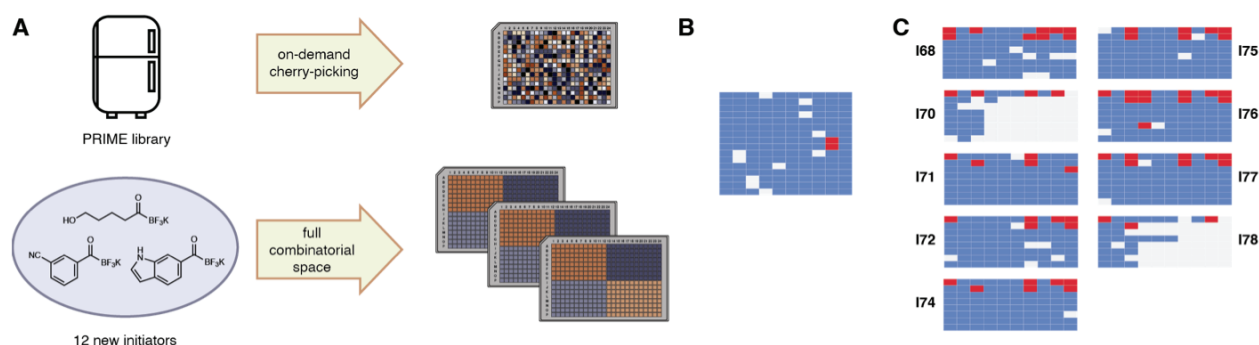 A
on-demand
cherry-picking
PRIME library
HO
O
BF3K
NC
O
BF3K
H
N
O
BF3K
full
combinatorial
space
12 new initiators
B
C
I68
I75
I70
I76
I71
I77
I72
I78
I74